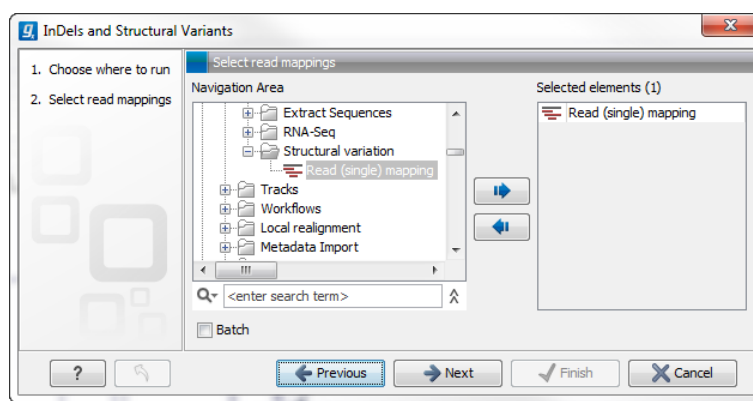 InDels and Structural Variants
1. Choose where to run
2. Select read mappings
Select read mappings
Navigation Area
Extract Sequences
RNA-Seq
Structural variation
Read (single) mapping
Tracks
Workflows
Local realignment
Metadata Import
<enter search term>
Batch
Selected elements (1)
Read (single) mapping
?
Previous
Next
Finish
Cancel